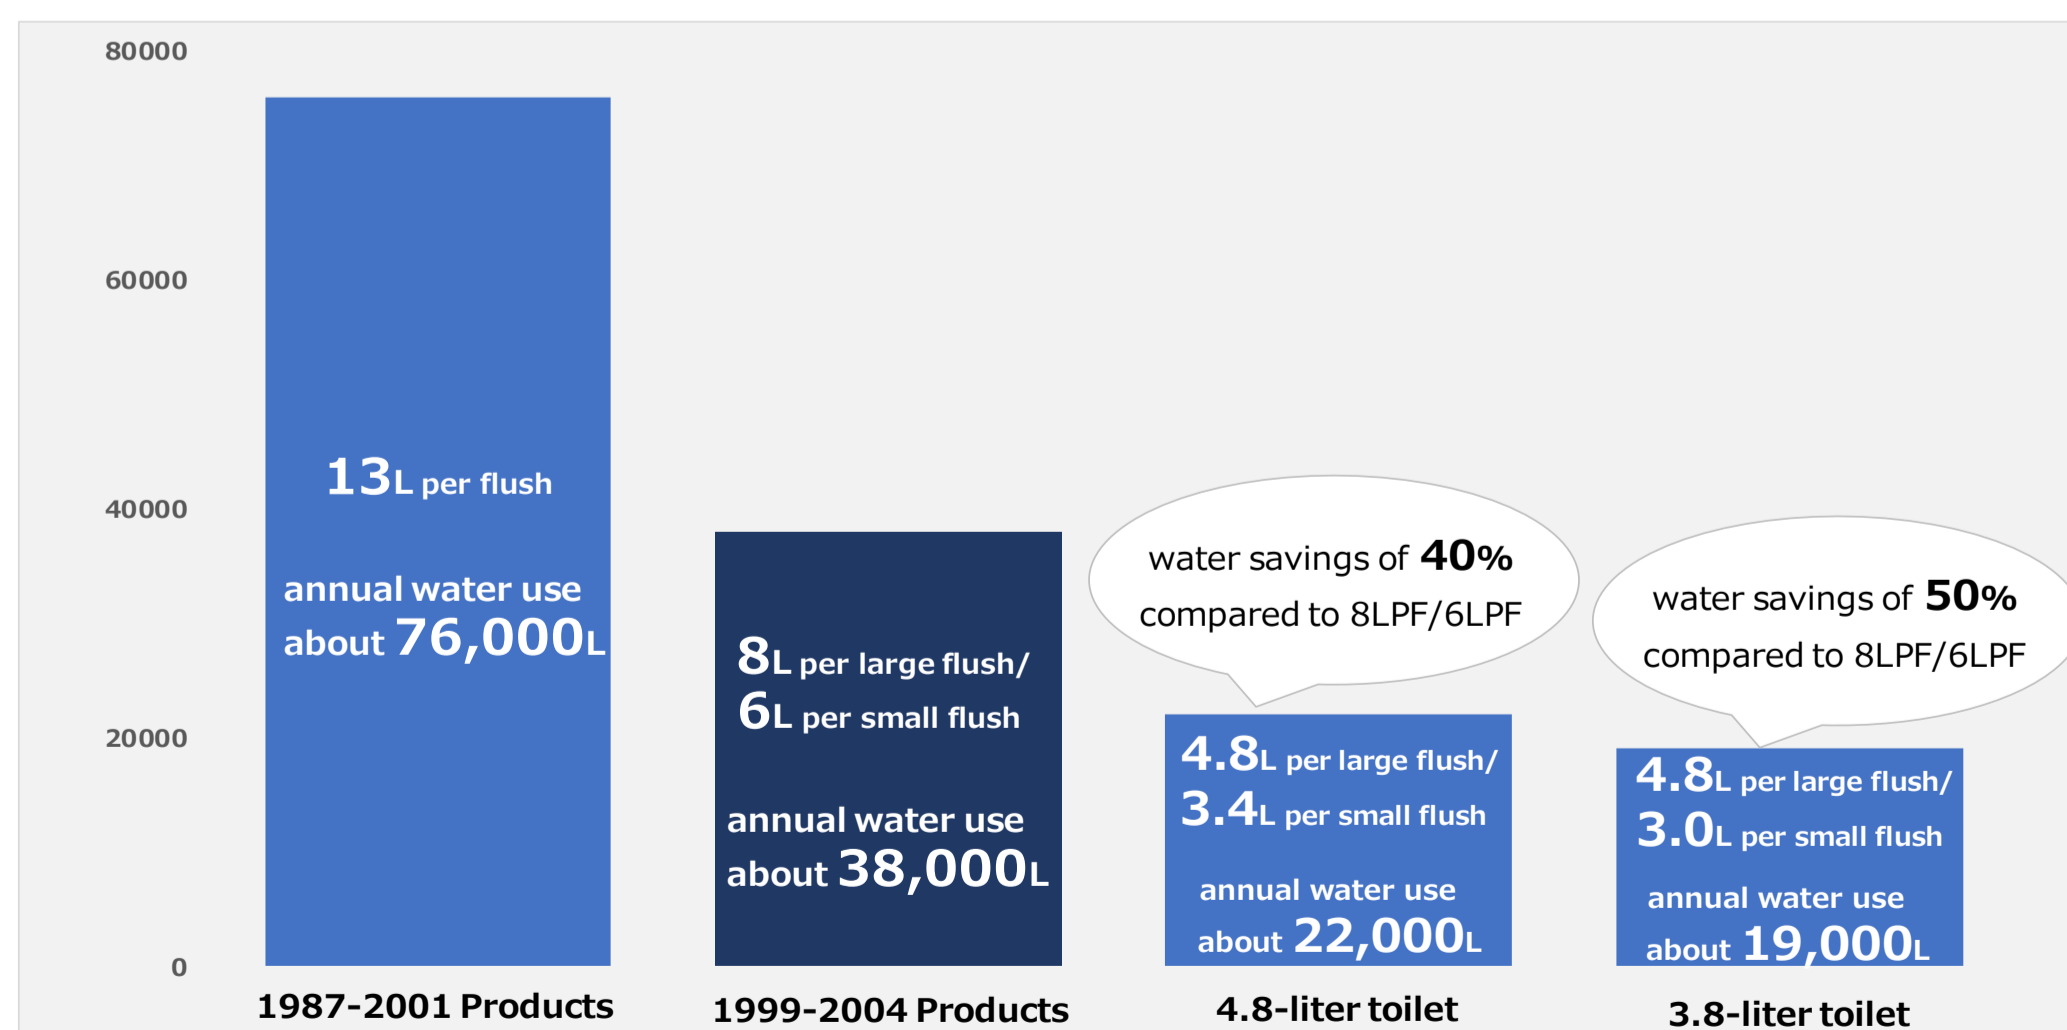 80000
60000
40000
20000
0
13L per flush
annual water use
about 76,000L
1987-2001 Products
8L per large flush/
6L per small flush
annual water use
about 38,000L
1999-2004 Products
water savings of 40%
compared to 8LPF/6LPF
4.8L per large flush/
3.4L per small flush
annual water use
about 22,000L
4.8-liter toilet
water savings of 50%
compared to 8LPF/6LPF
4.8L per large flush/
3.0L per small flush
annual water use
about 19,000L
3.8-liter toilet